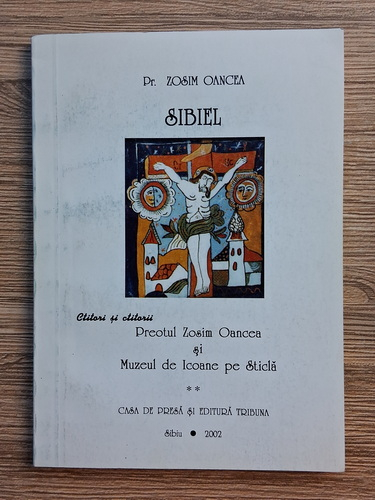 Pr. ZOSIM OANCEA
SIBIEL
Ctitori și ctitorii
Preotul Zosim Oancea
și
Muzeul de Icoane pe Sticlă
* *
CASA DE PRESĂ ȘI EDITURĂ TRIBUNA
Sibiu ● 2002